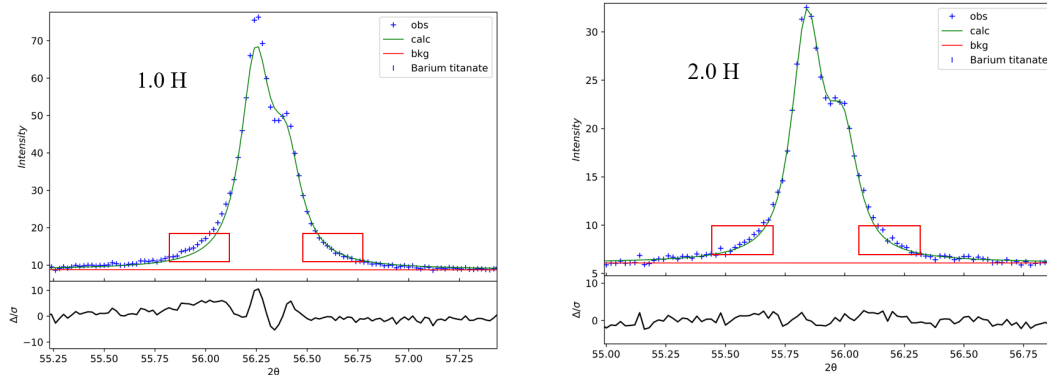 70
60
50
40
30
20
10
Intensity
1.0 H
obs
calc
bkg
Barium titanate
10
0
−10
Δ/σ
55.25 55.50 55.75 56.00 56.25 56.50 56.75 57.00 57.25
2θ
30
25
20
15
10
5
Intensity
2.0 H
obs
calc
bkg
Barium titanate
10
0
Δ/σ
55.00 55.25 55.50 55.75 56.00 56.25 56.50 56.75
2θ